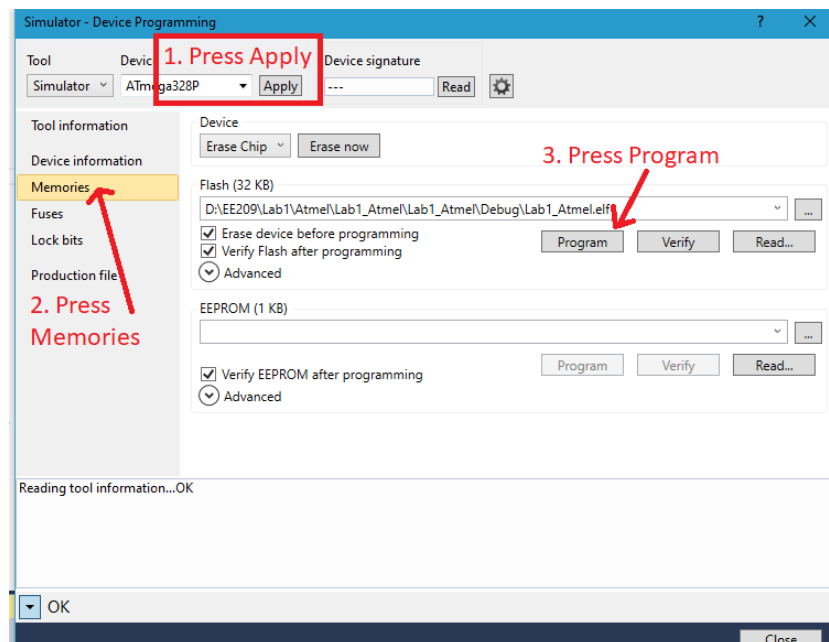 Simulator - Device Programming ? ×
1. Press Apply
Tool Devic Device signature
Simulator ATmega328P Apply --- Read
Tool information
Device information
Memories
Fuses
Lock bits
Production file
2. Press
Memories
Device
Erase Chip Erase now
3. Press Program
Flash (32 KB)
D:\EE209\Lab1\Atmel\Lab1_Atmel\Lab1_Atmel\Debug\Lab1_Atmel.elf ...
Erase device before programming
Verify Flash after programming
Program Verify Read...
Advanced
EEPROM (1 KB)
...
Program Verify Read...
Verify EEPROM after programming
Advanced
Reading tool information...OK
OK
Close